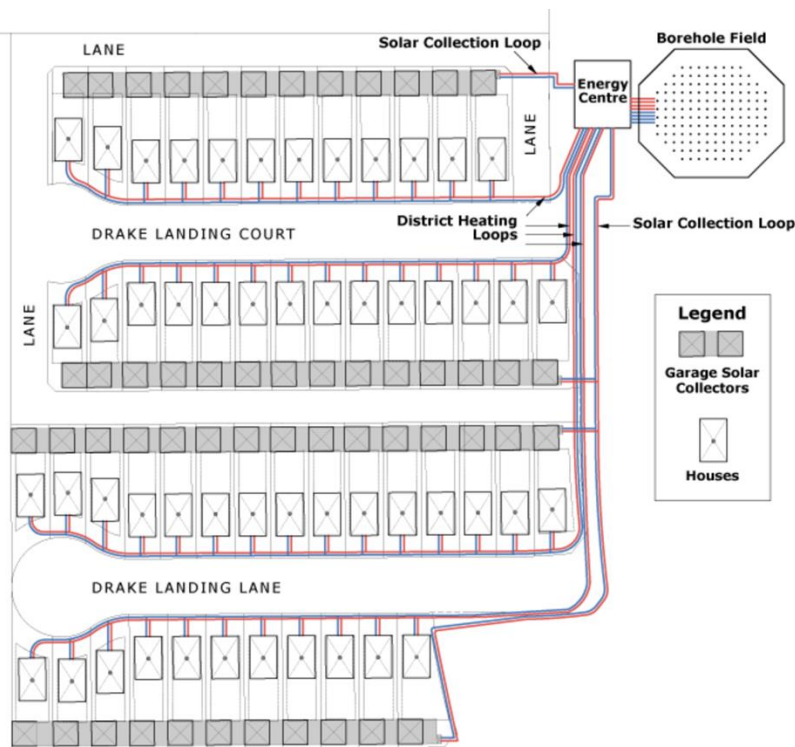 LANE
Solar Collection Loop
Borehole Field
Energy
Centre
LANE
District Heating
Loops
Solar Collection Loop
DRAKE LANDING COURT
LANE
Legend
Garage Solar
Collectors
Houses
DRAKE LANDING LANE